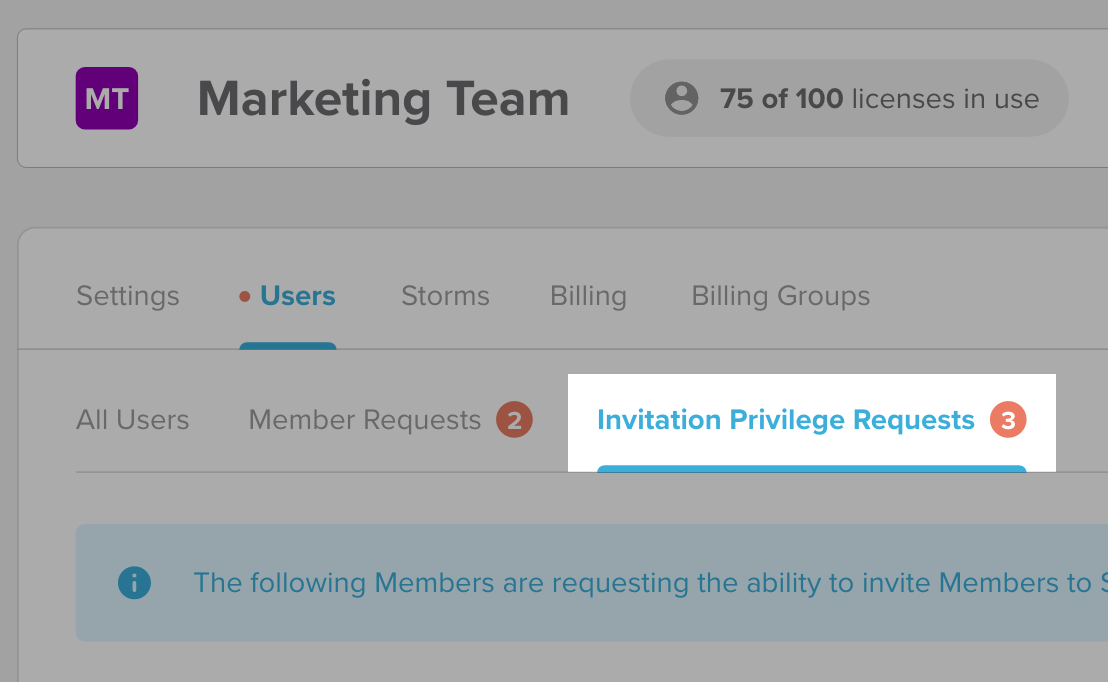 MT Marketing Team 75 of 100 licenses in use
Settings Users Storms Billing Billing Groups
All Users Member Requests 2 Invitation Privilege Requests 3
The following Members are requesting the ability to invite Members to